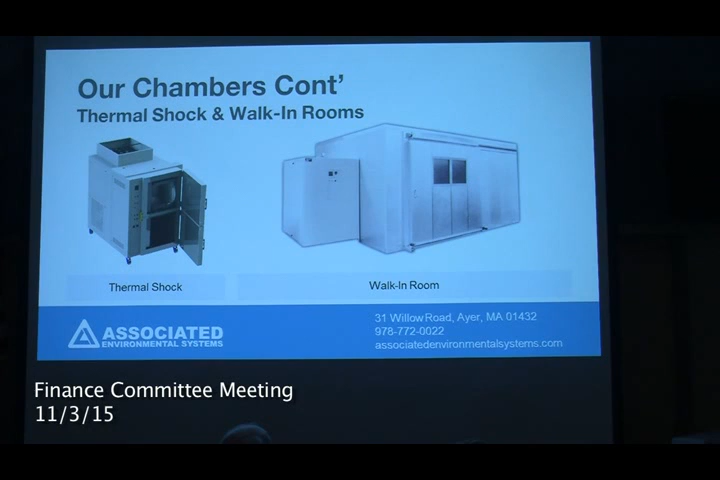 Our Chambers Cont'
Thermal Shock & Walk-In Rooms
Thermal Shock
Walk-In Room
ASSOCIATED
ENVIRONMENTAL SYSTEMS
31 Willow Road, Ayer, MA 01432
978-772-0022
associatedenvironmentalsystems.com
Finance Committee Meeting
11/3/15